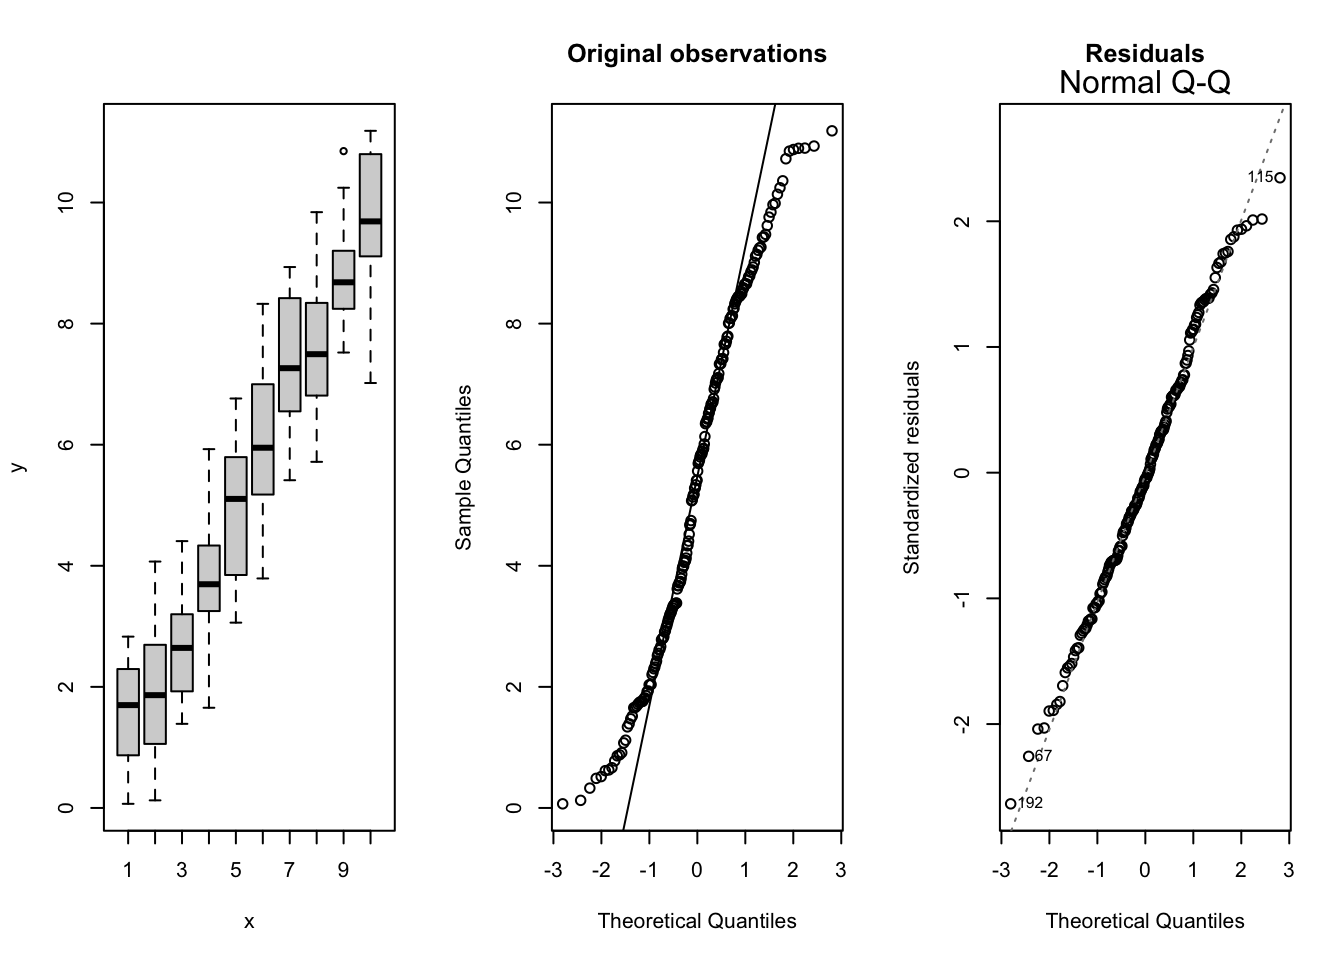 y
10
8
6
4
2
0
1 3 5 7 9
x
Original observations
Sample Quantiles
10
8
6
4
2
0
-3 -2 -1 0 1 2 3
Theoretical Quantiles
Residuals
Normal Q-Q
Standardized residuals
2
1
0
-1
-2
115
67
192
-3 -2 -1 0 1 2 3
Theoretical Quantiles